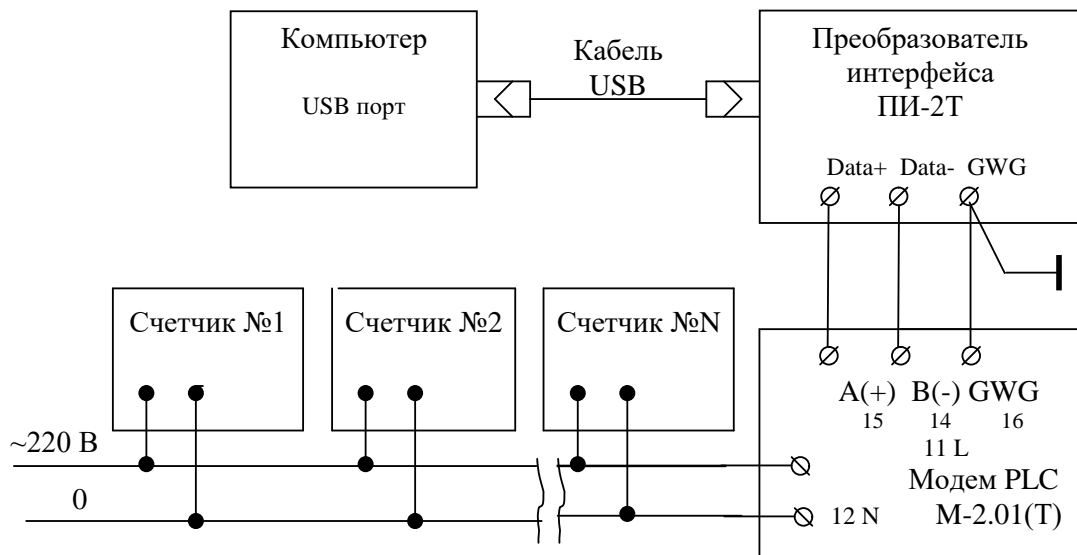 Компьютер
USB порт
Кабель
USB
Преобразователь
интерфейса
ПИ-2Т
Data+ Data- GWG
Счетчик №1
Счетчик №2
Счетчик №N
~220 В
0
A(+) B(-) GWG
15 14 16
11 L
Модем PLC
12 N М-2.01(Т)